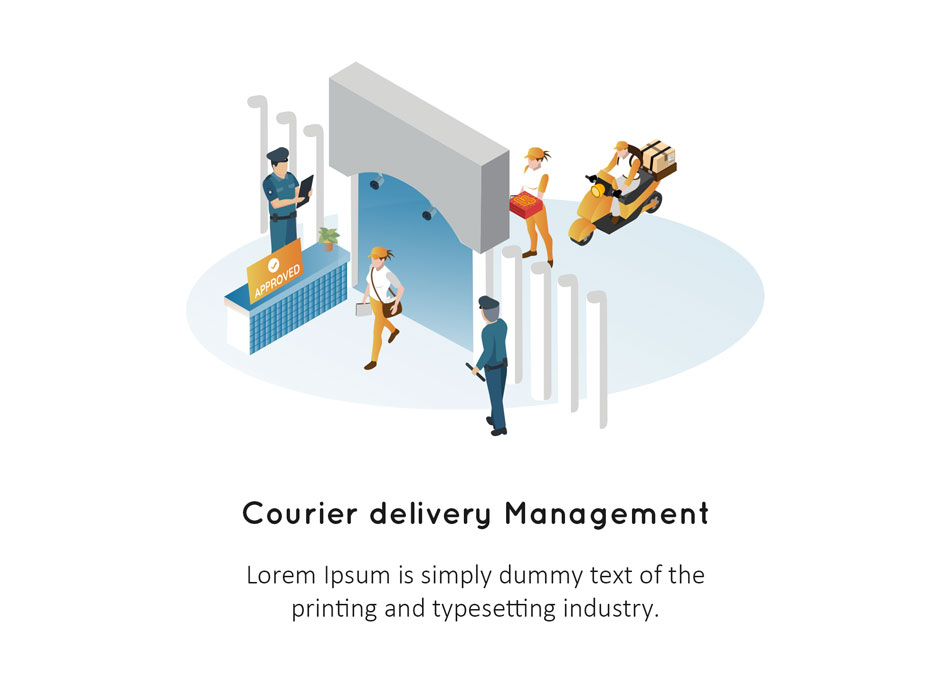 APPROVED
Courier delivery Management
Lorem Ipsum is simply dummy text of the
printing and typesetting industry.